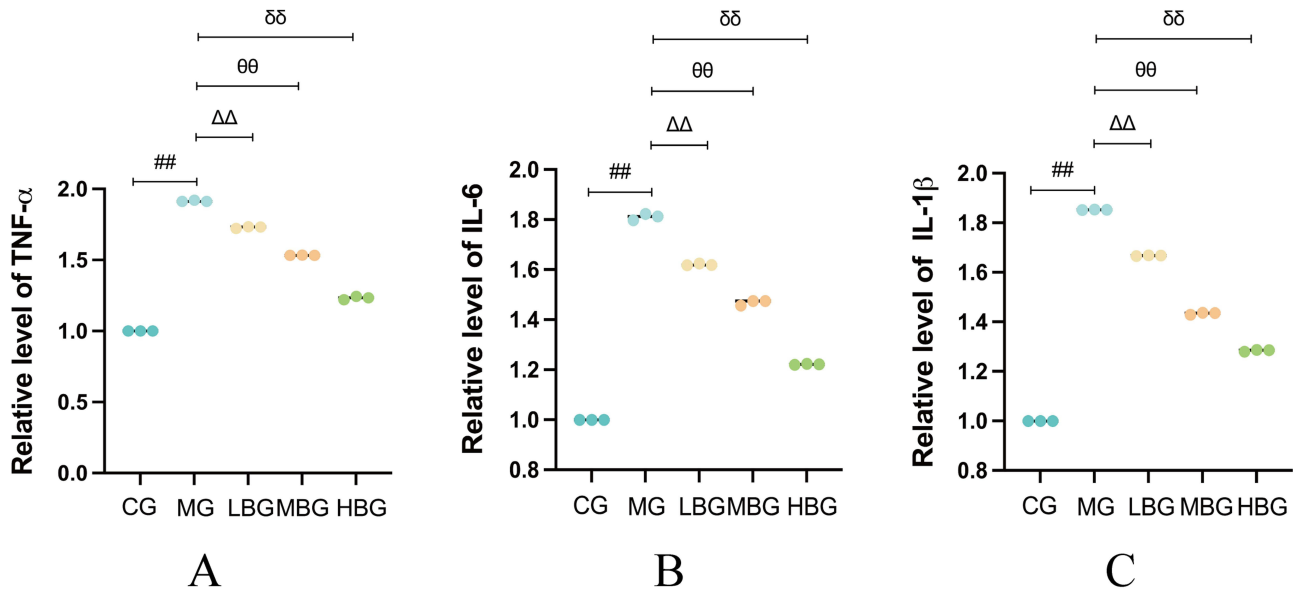 δδ
θθ
ΔΔ
##
Relative level of TNF-α
2.0
1.5
1.0
0.5
0.0
CG MG LBG MBG HBG
A
δδ
θθ
ΔΔ
##
Relative level of IL-6
2.0
1.8
1.6
1.4
1.2
1.0
0.8
CG MG LBG MBG HBG
B
δδ
θθ
ΔΔ
##
Relative level of IL-1β
2.0
1.8
1.6
1.4
1.2
1.0
0.8
CG MG LBG MBG HBG
C